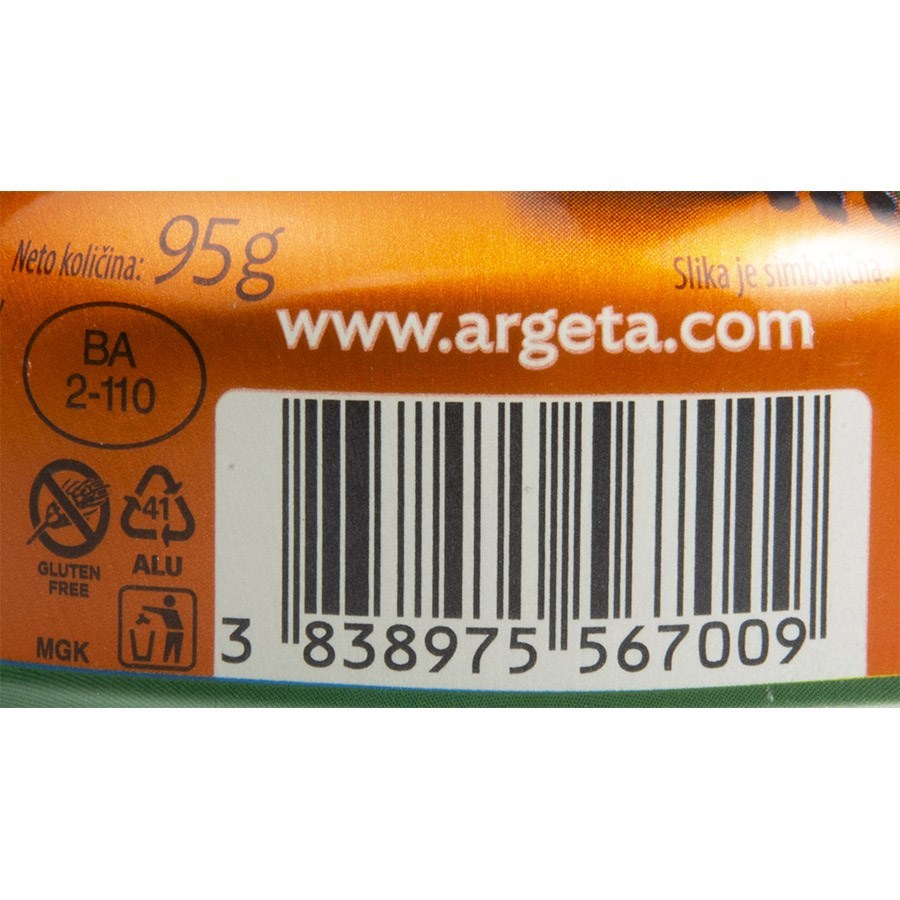 Neto količina: 95g
Slika je simbolična.
www.argeta.com
BA
2-110
41
ALU
GLUTEN
FREE
MGK
3 838975 567009